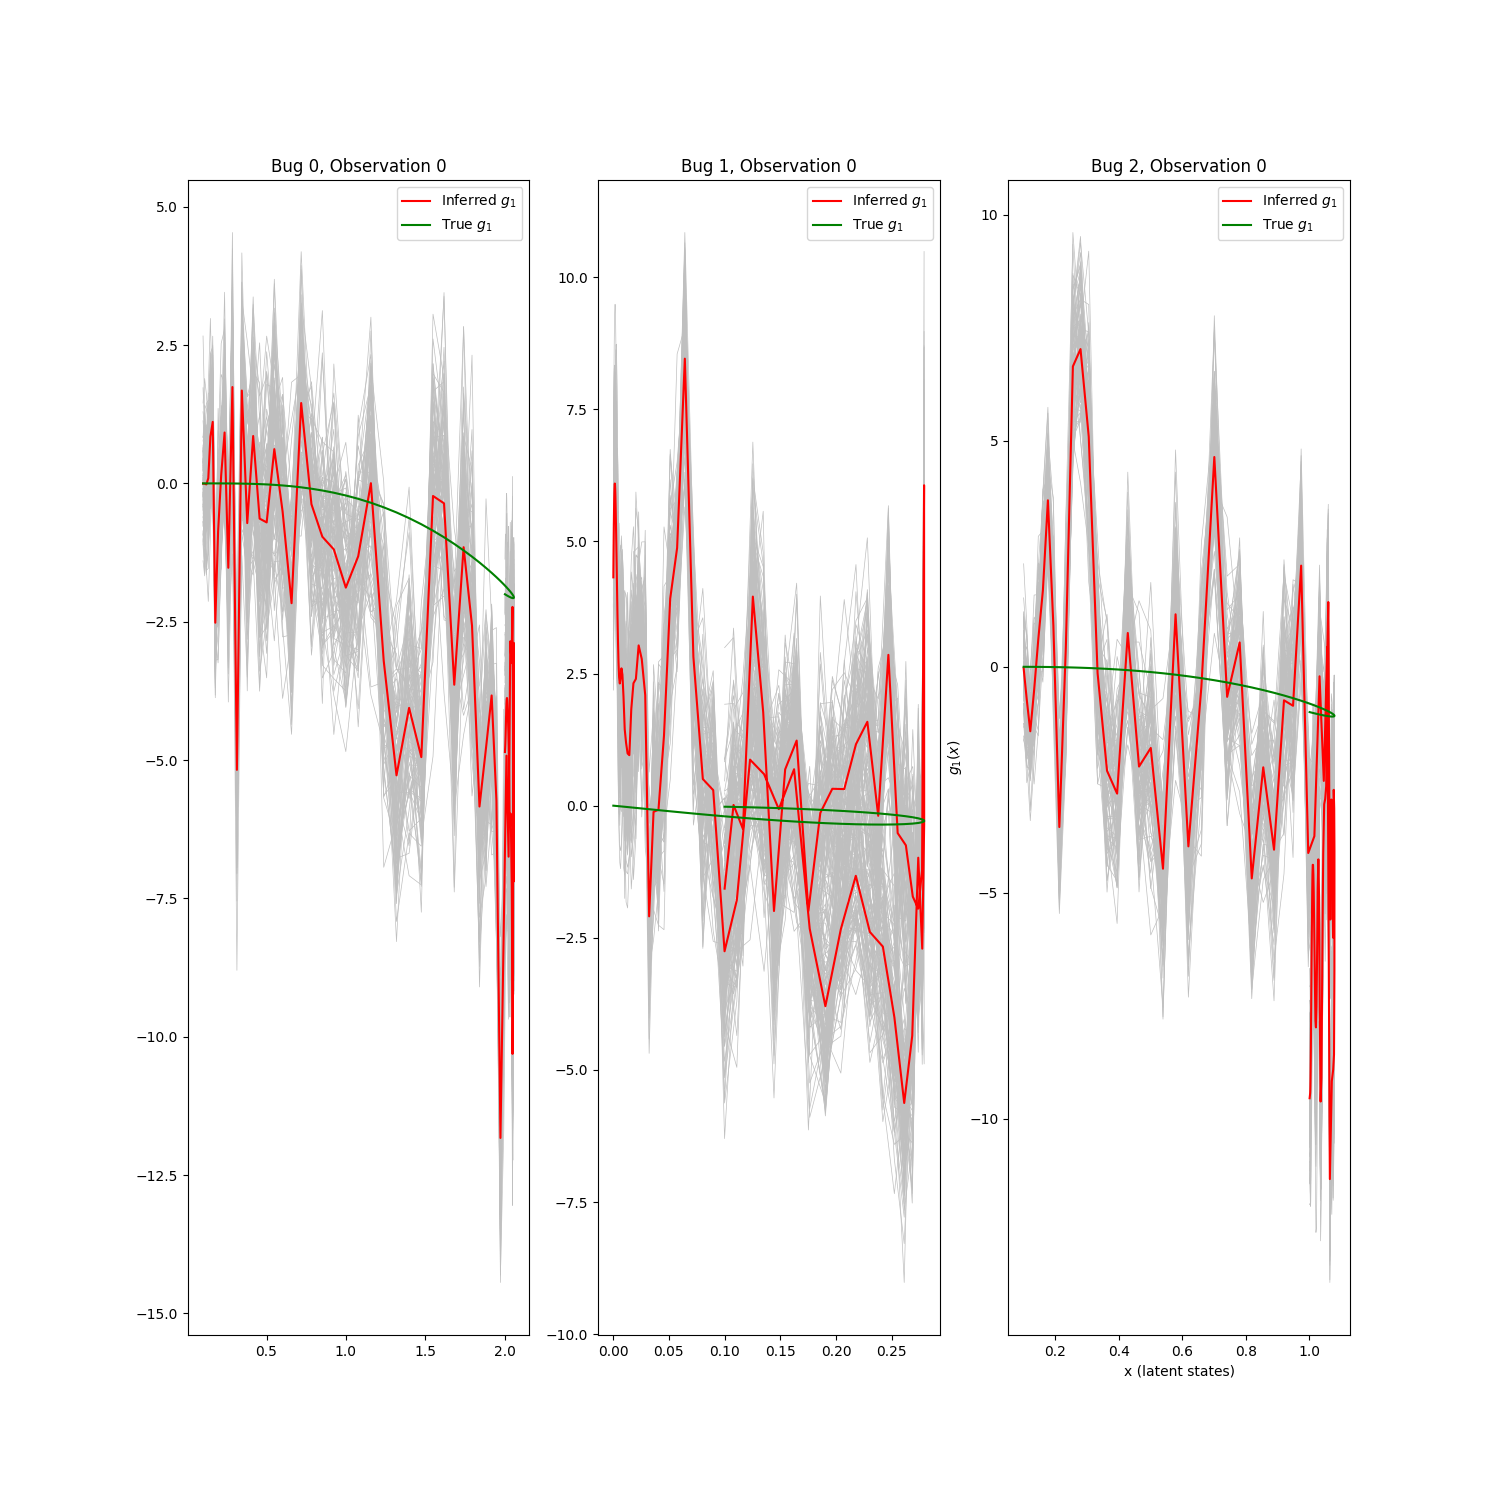 Bug 0, Observation 0
Inferred g₁
True g₁
5.0
2.5
0.0
−2.5
−5.0
−7.5
−10.0
−12.5
−15.0
0.5 1.0 1.5 2.0
Bug 1, Observation 0
Inferred g₁
True g₁
10.0
7.5
5.0
2.5
0.0
−2.5
−5.0
−7.5
−10.0
0.00 0.05 0.10 0.15 0.20 0.25
Bug 2, Observation 0
Inferred g₁
True g₁
g₁(x)
10
5
0
−5
−10
0.2 0.4 0.6 0.8 1.0
x (latent states)